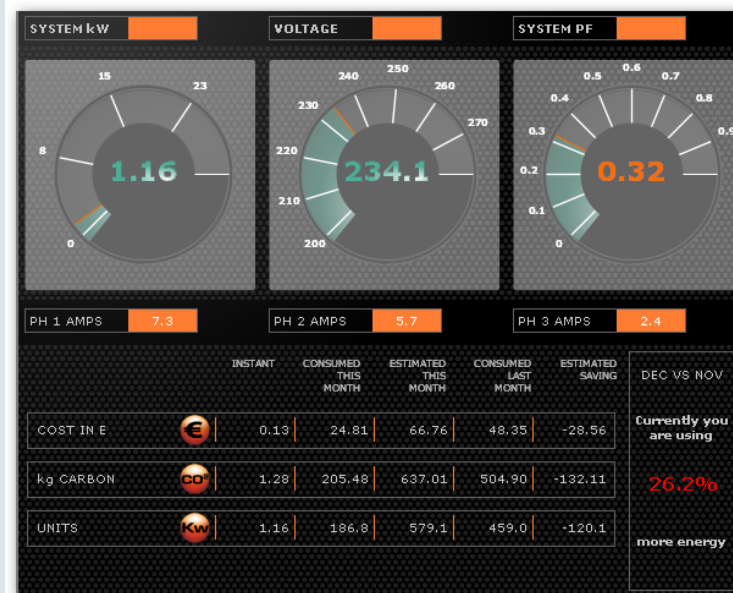 SYSTEM kW
VOLTAGE
SYSTEM PF
0
8
15
23
1.16
200
210
220
230
240
250
260
270
234.1
0
0.1
0.2
0.3
0.4
0.5
0.6
0.7
0.8
0.9
0.32
PH 1 AMPS 7.3
PH 2 AMPS 5.7
PH 3 AMPS 2.4
INSTANT
CONSUMED
THIS
MONTH
ESTIMATED
THIS
MONTH
CONSUMED
LAST
MONTH
ESTIMATED
SAVING
COST IN E € 0.13 24.81 66.76 48.35 -28.56
kg CARBON CO² 1.28 205.48 637.01 504.90 -132.11
UNITS Kw 1.16 186.8 579.1 459.0 -120.1
DEC VS NOV
Currently you
are using
26.2%
more energy